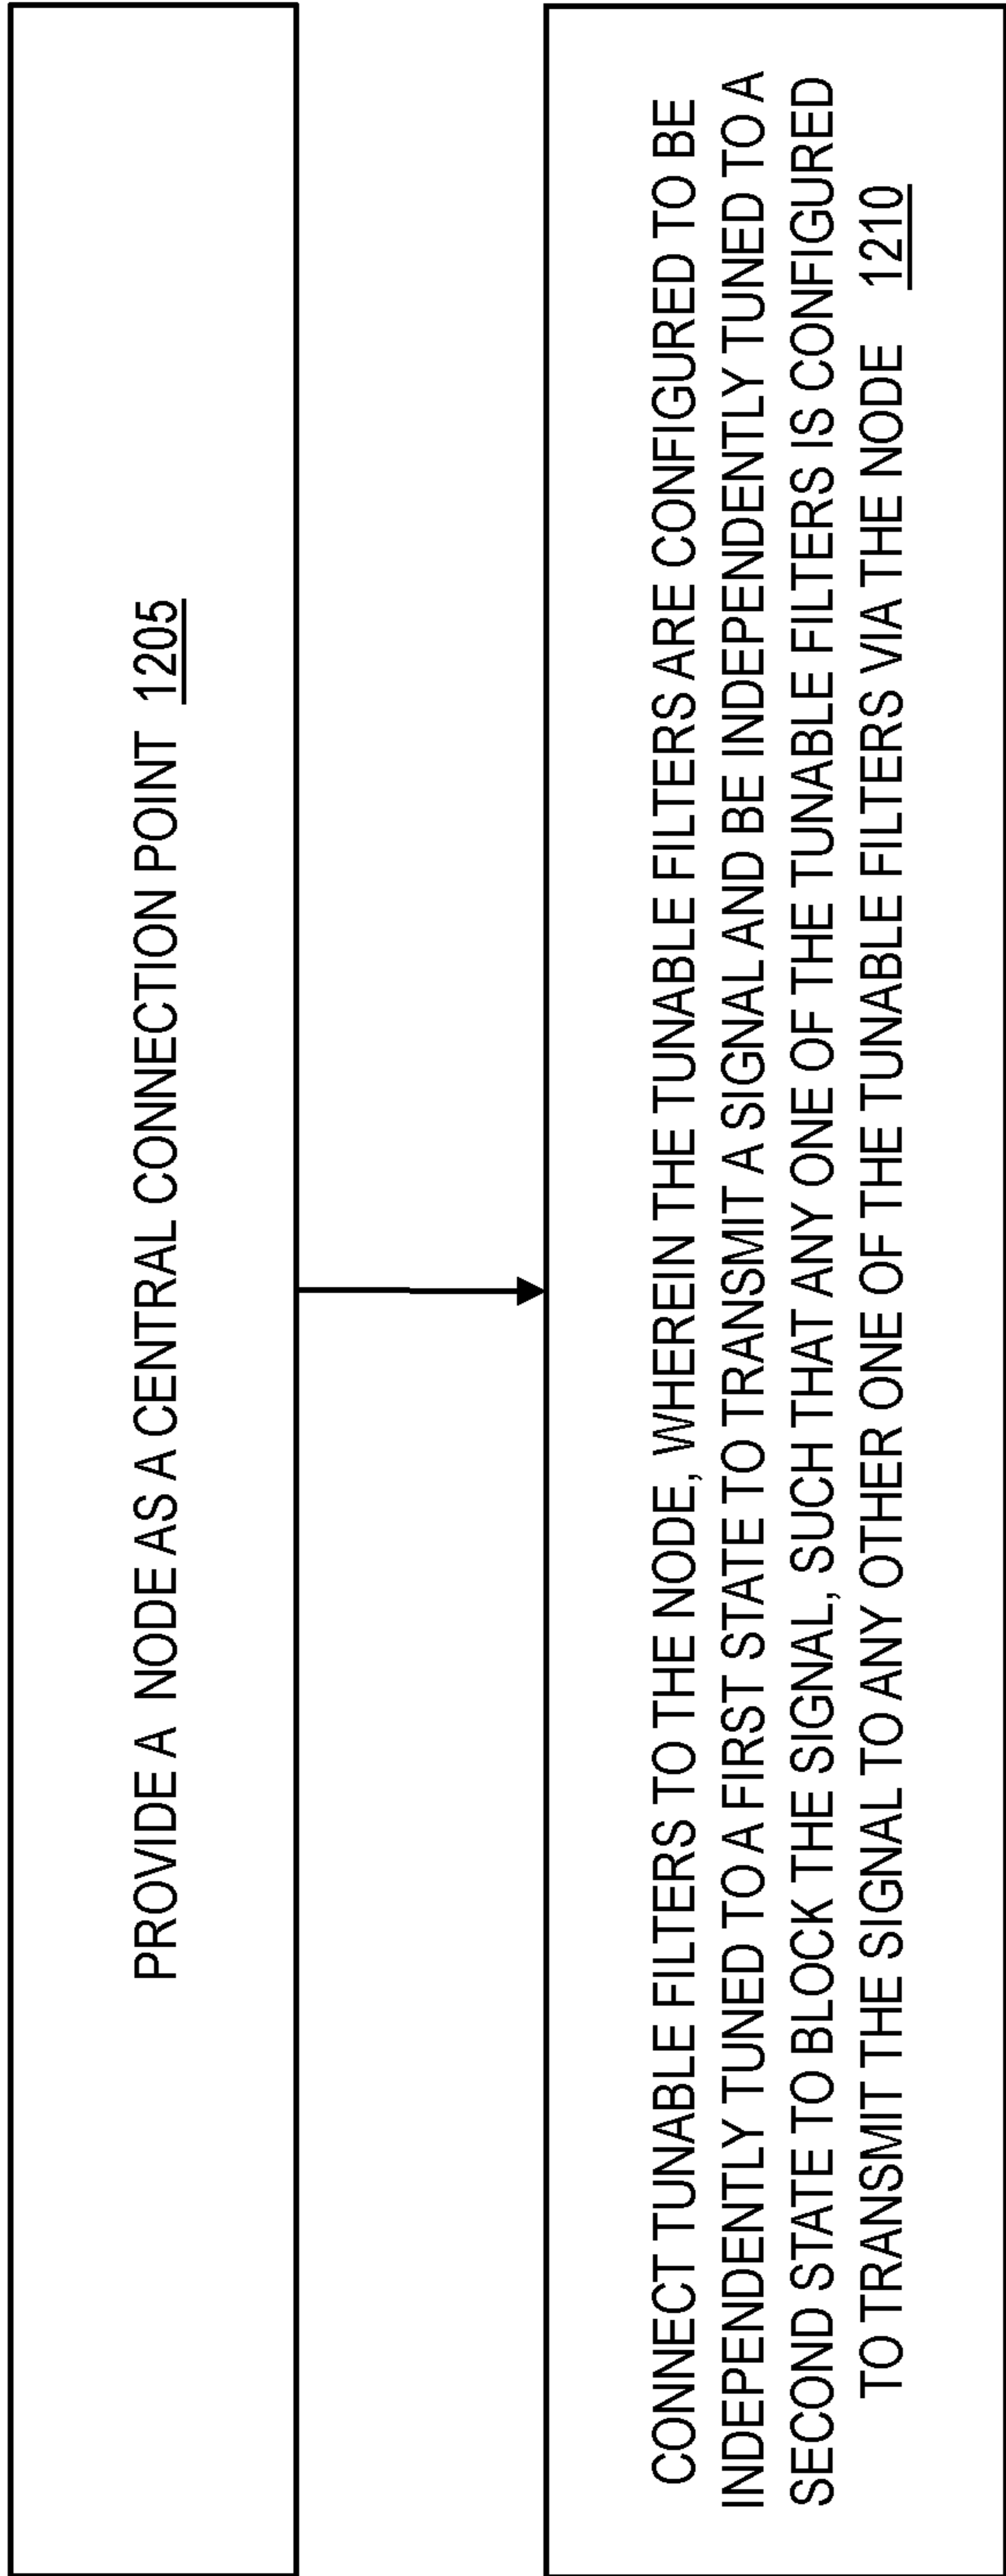 PROVIDE A NODE AS A CENTRAL CONNECTION POINT 1205
CONNECT TUNABLE FILTERS TO THE NODE, WHEREIN THE TUNABLE FILTERS ARE CONFIGURED TO BE
INDEPENDENTLY TUNED TO A FIRST STATE TO TRANSMIT A SIGNAL AND BE INDEPENDENTLY TUNED TO A
SECOND STATE TO BLOCK THE SIGNAL, SUCH THAT ANY ONE OF THE TUNABLE FILTERS IS CONFIGURED
TO TRANSMIT THE SIGNAL TO ANY OTHER ONE OF THE TUNABLE FILTERS VIA THE NODE 1210